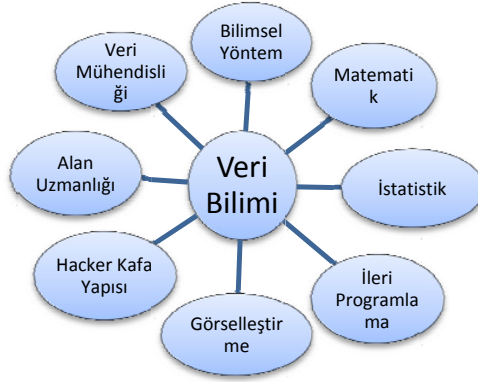 Bilimsel
Yöntem
Matemati
k
İstatistik
İleri
Programla
ma
Görselleştir
me
Hacker Kafa
Yapısı
Alan
Uzmanlığı
Veri
Mühendisli
ği
Veri
Bilimi